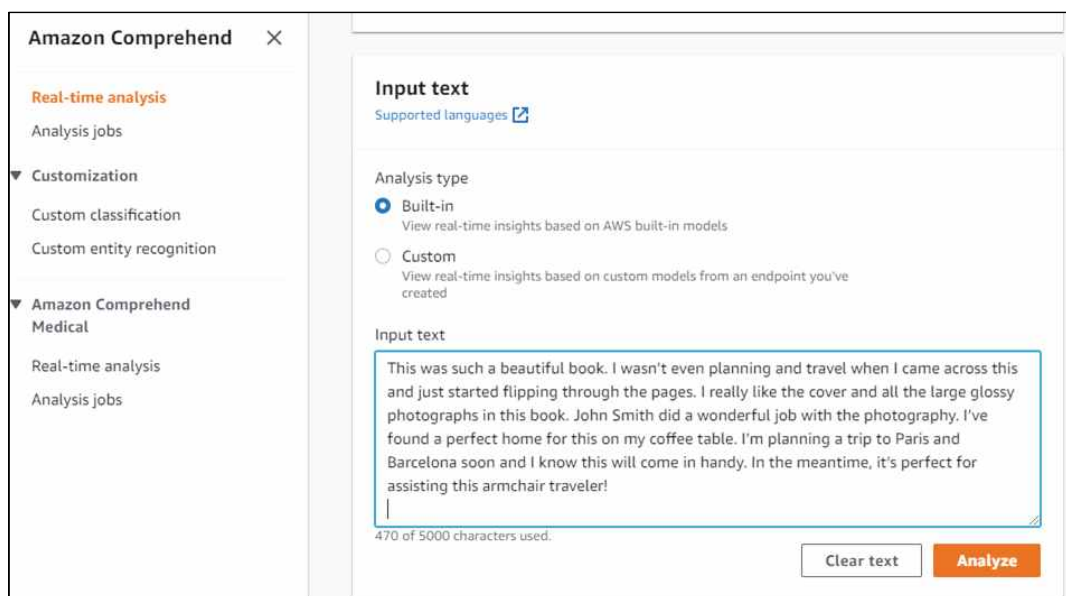 Amazon Comprehend
Real-time analysis
Analysis jobs
Customization
Custom classification
Custom entity recognition
Amazon Comprehend
Medical
Real-time analysis
Analysis jobs
Input text
Supported languages
Analysis type
Built-in
View real-time insights based on AWS built-in models
Custom
View real-time insights based on custom models from an endpoint you've
created
Input text
This was such a beautiful book. I wasn't even planning and travel when I came across this
and just started flipping through the pages. I really like the cover and all the large glossy
photographs in this book. John Smith did a wonderful job with the photography. I've
found a perfect home for this on my coffee table. I'm planning a trip to Paris and
Barcelona soon and I know this will come in handy. In the meantime, it's perfect for
assisting this armchair traveler!
470 of 5000 characters used.
Clear text
Analyze